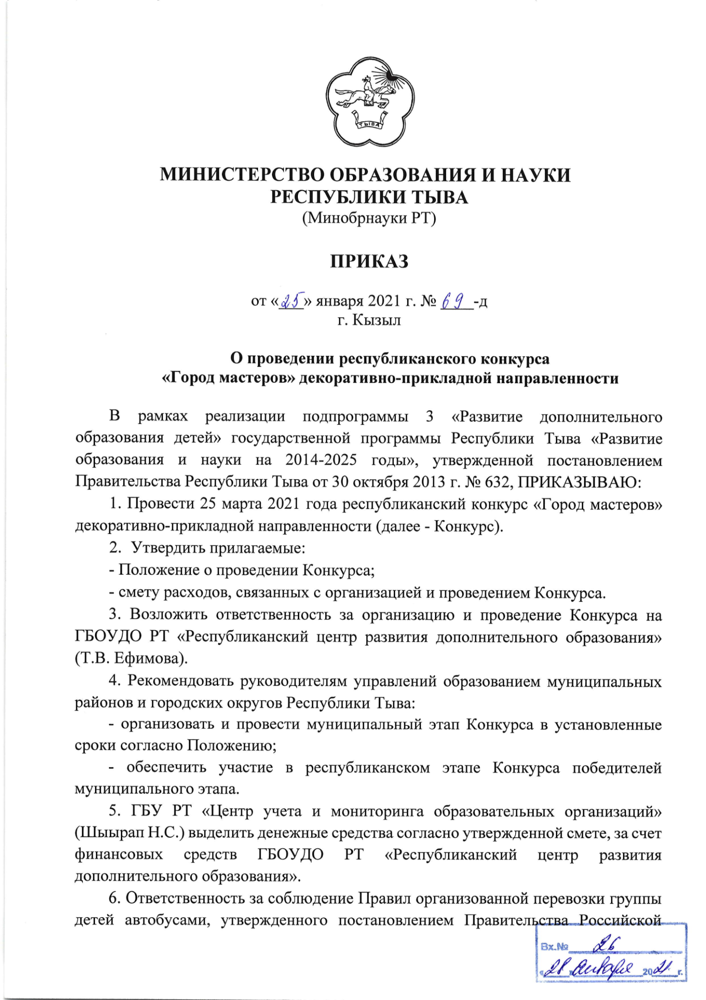 ТЫВА
МИНИСТЕРСТВО ОБРАЗОВАНИЯ И НАУКИ
РЕСПУБЛИКИ ТЫВА
(Минобрнауки РТ)
ПРИКАЗ
от «25» января 2021 г. № 69-д
г. Кызыл
О проведении республиканского конкурса
«Город мастеров» декоративно-прикладной направленности
В рамках реализации подпрограммы 3 «Развитие дополнительного
образования детей» государственной программы Республики Тыва «Развитие
образования и науки на 2014-2025 годы», утвержденной постановлением
Правительства Республики Тыва от 30 октября 2013 г. № 632, ПРИКАЗЫВАЮ:
1. Провести 25 марта 2021 года республиканский конкурс «Город мастеров»
декоративно-прикладной направленности (далее - Конкурс).
2. Утвердить прилагаемые:
- Положение о проведении Конкурса;
- смету расходов, связанных с организацией и проведением Конкурса.
3. Возложить ответственность за организацию и проведение Конкурса на
ГБОУДО РТ «Республиканский центр развития дополнительного образования»
(Т.В. Ефимова).
4. Рекомендовать руководителям управлений образованием муниципальных
районов и городских округов Республики Тыва:
- организовать и провести муниципальный этап Конкурса в установленные
сроки согласно Положению;
- обеспечить участие в республиканском этапе Конкурса победителей
муниципального этапа.
5. ГБУ РТ «Центр учета и мониторинга образовательных организаций»
(Шыырап Н.С.) выделить денежные средства согласно утвержденной смете, за счет
финансовых средств ГБОУДО РТ «Республиканский центр развития
дополнительного образования».
6. Ответственность за соблюдение Правил организованной перевозки группы
детей автобусами, утвержденного постановлением Правительства Российской
Вх.№ 26
«28» января 2021 г.